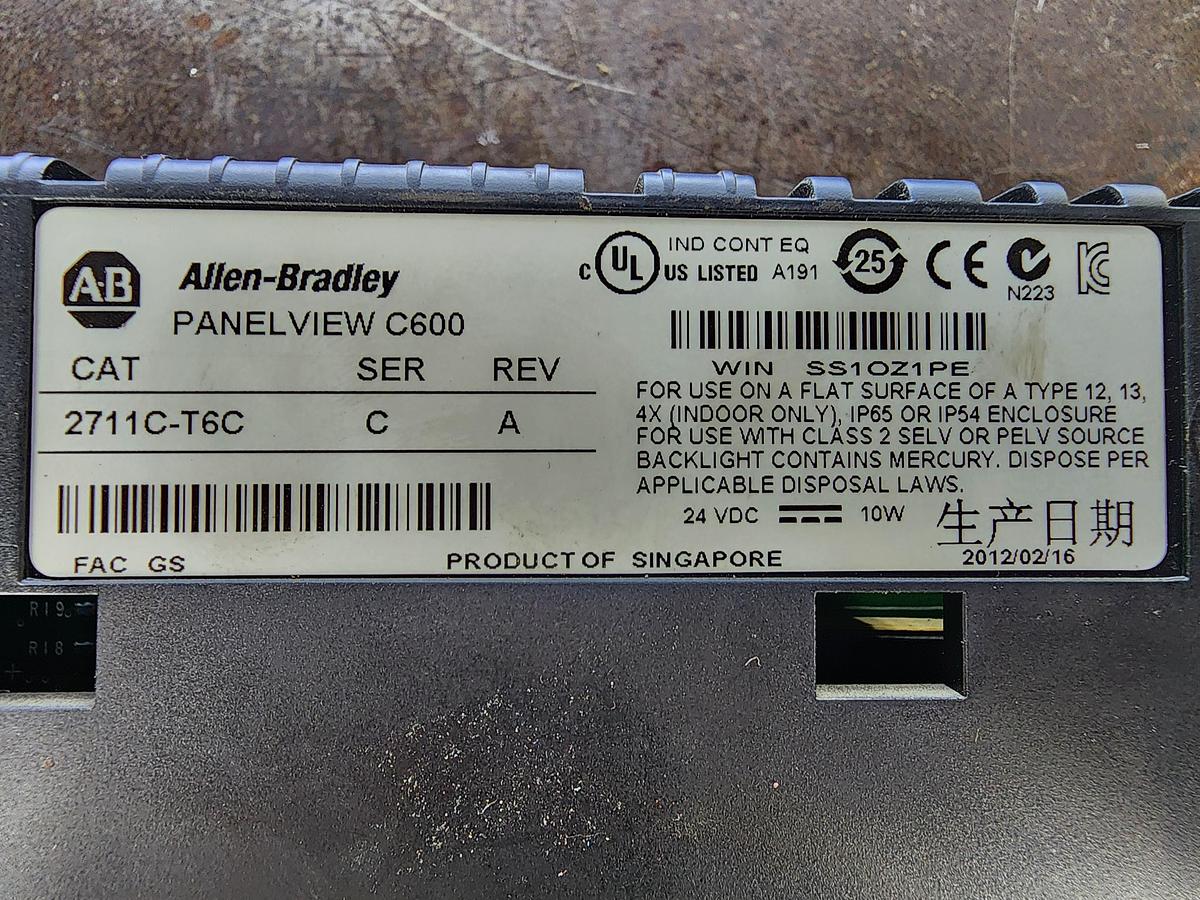 AB Allen-Bradley
PANELVIEW C600
CAT SER REV
2711C-T6C C A
FAC GS
PRODUCT OF SINGAPORE
C UL US LISTED
IND CONT EQ
A191
25
CE
N223
WIN SS1OZ1PE
FOR USE ON A FLAT SURFACE OF A TYPE 12, 13,
4X (INDOOR ONLY), IP65 OR IP54 ENCLOSURE
FOR USE WITH CLASS 2 SELV OR PELV SOURCE
BACKLIGHT CONTAINS MERCURY. DISPOSE PER
APPLICABLE DISPOSAL LAWS.
24 VDC 10W
生产日期
2012/02/16
R19
R18